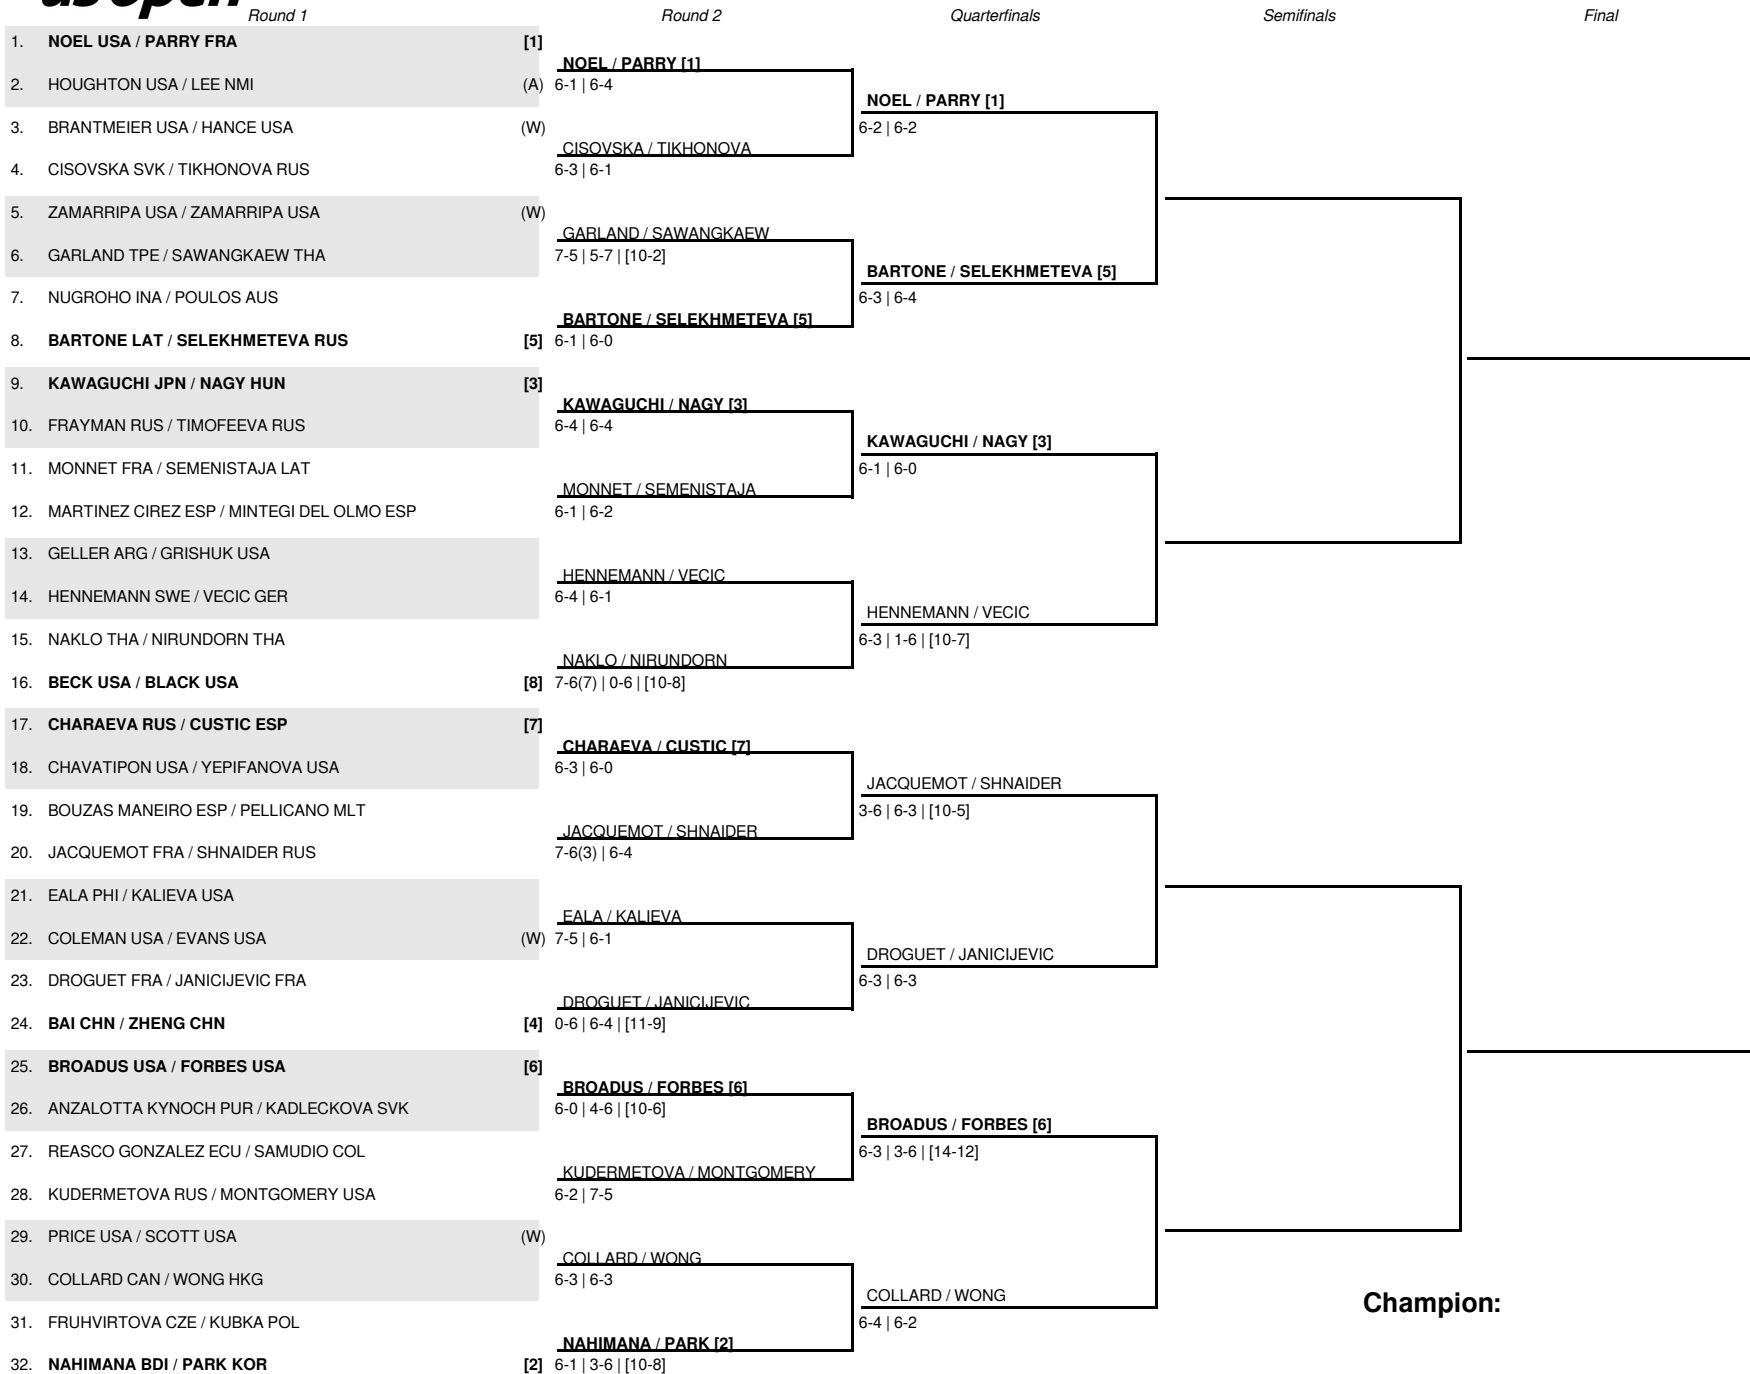 us open
Round 1 Round 2 Quarterfinals Semifinals Final
1. NOEL USA / PARRY FRA [1]
NOEL / PARRY [1]
2. HOUGHTON USA / LEE NMI (A) 6-1 | 6-4
NOEL / PARRY [1]
3. BRANTMEIER USA / HANCE USA (W) 6-2 | 6-2
CISOVSKA / TIKHONOVA
4. CISOVSKA SVK / TIKHONOVA RUS 6-3 | 6-1
5. ZAMARRIPA USA / ZAMARRIPA USA (W)
GARLAND / SAWANGKAEW
6. GARLAND TPE / SAWANGKAEW THA 7-5 | 5-7 | [10-2]
BARTONE / SELEKHMETEVA [5]
7. NUGROHO INA / POULOS AUS 6-3 | 6-4
BARTONE / SELEKHMETEVA [5]
8. BARTONE LAT / SELEKHMETEVA RUS [5] 6-1 | 6-0
9. KAWAGUCHI JPN / NAGY HUN [3]
KAWAGUCHI / NAGY [3]
10. FRAYMAN RUS / TIMOFEEVA RUS 6-4 | 6-4
KAWAGUCHI / NAGY [3]
11. MONNET FRA / SEMENISTAJA LAT 6-1 | 6-0
MONNET / SEMENISTAJA
12. MARTINEZ CIREZ ESP / MINTEGI DEL OLMO ESP 6-1 | 6-2
13. GELLER ARG / GRISHUK USA
HENNEMANN / VECIC
14. HENNEMANN SWE / VECIC GER 6-4 | 6-1
HENNEMANN / VECIC
15. NAKLO THA / NIRUNDORN THA 6-3 | 1-6 | [10-7]
NAKLO / NIRUNDORN
16. BECK USA / BLACK USA [8] 7-6(7) | 0-6 | [10-8]
17. CHARAEVA RUS / CUSTIC ESP [7]
CHARAEVA / CUSTIC [7]
18. CHAVATIPON USA / YEPIFANOVA USA 6-3 | 6-0
JACQUEMOT / SHNAIDER
19. BOUZAS MANEIRO ESP / PELLICANO MLT 3-6 | 6-3 | [10-5]
JACQUEMOT / SHNAIDER
20. JACQUEMOT FRA / SHNAIDER RUS 7-6(3) | 6-4
21. EALA PHI / KALIEVA USA
EALA / KALIEVA
22. COLEMAN USA / EVANS USA (W) 7-5 | 6-1
DROGUET / JANICIJEVIC
23. DROGUET FRA / JANICIJEVIC FRA 6-3 | 6-3
DROGUET / JANICIJEVIC
24. BAI CHN / ZHENG CHN [4] 0-6 | 6-4 | [11-9]
25. BROADUS USA / FORBES USA [6]
BROADUS / FORBES [6]
26. ANZALOTTA KYNOCH PUR / KADLECKOVA SVK 6-0 | 4-6 | [10-6]
BROADUS / FORBES [6]
27. REASCO GONZALEZ ECU / SAMUDIO COL 6-3 | 3-6 | [14-12]
KUDERMETOVA / MONTGOMERY
28. KUDERMETOVA RUS / MONTGOMERY USA 6-2 | 7-5
29. PRICE USA / SCOTT USA (W)
COLLARD / WONG
30. COLLARD CAN / WONG HKG 6-3 | 6-3
COLLARD / WONG
Champion:
31. FRUHVIRTOVA CZE / KUBKA POL 6-4 | 6-2
NAHIMANA / PARK [2]
32. NAHIMANA BDI / PARK KOR [2] 6-1 | 3-6 | [10-8]